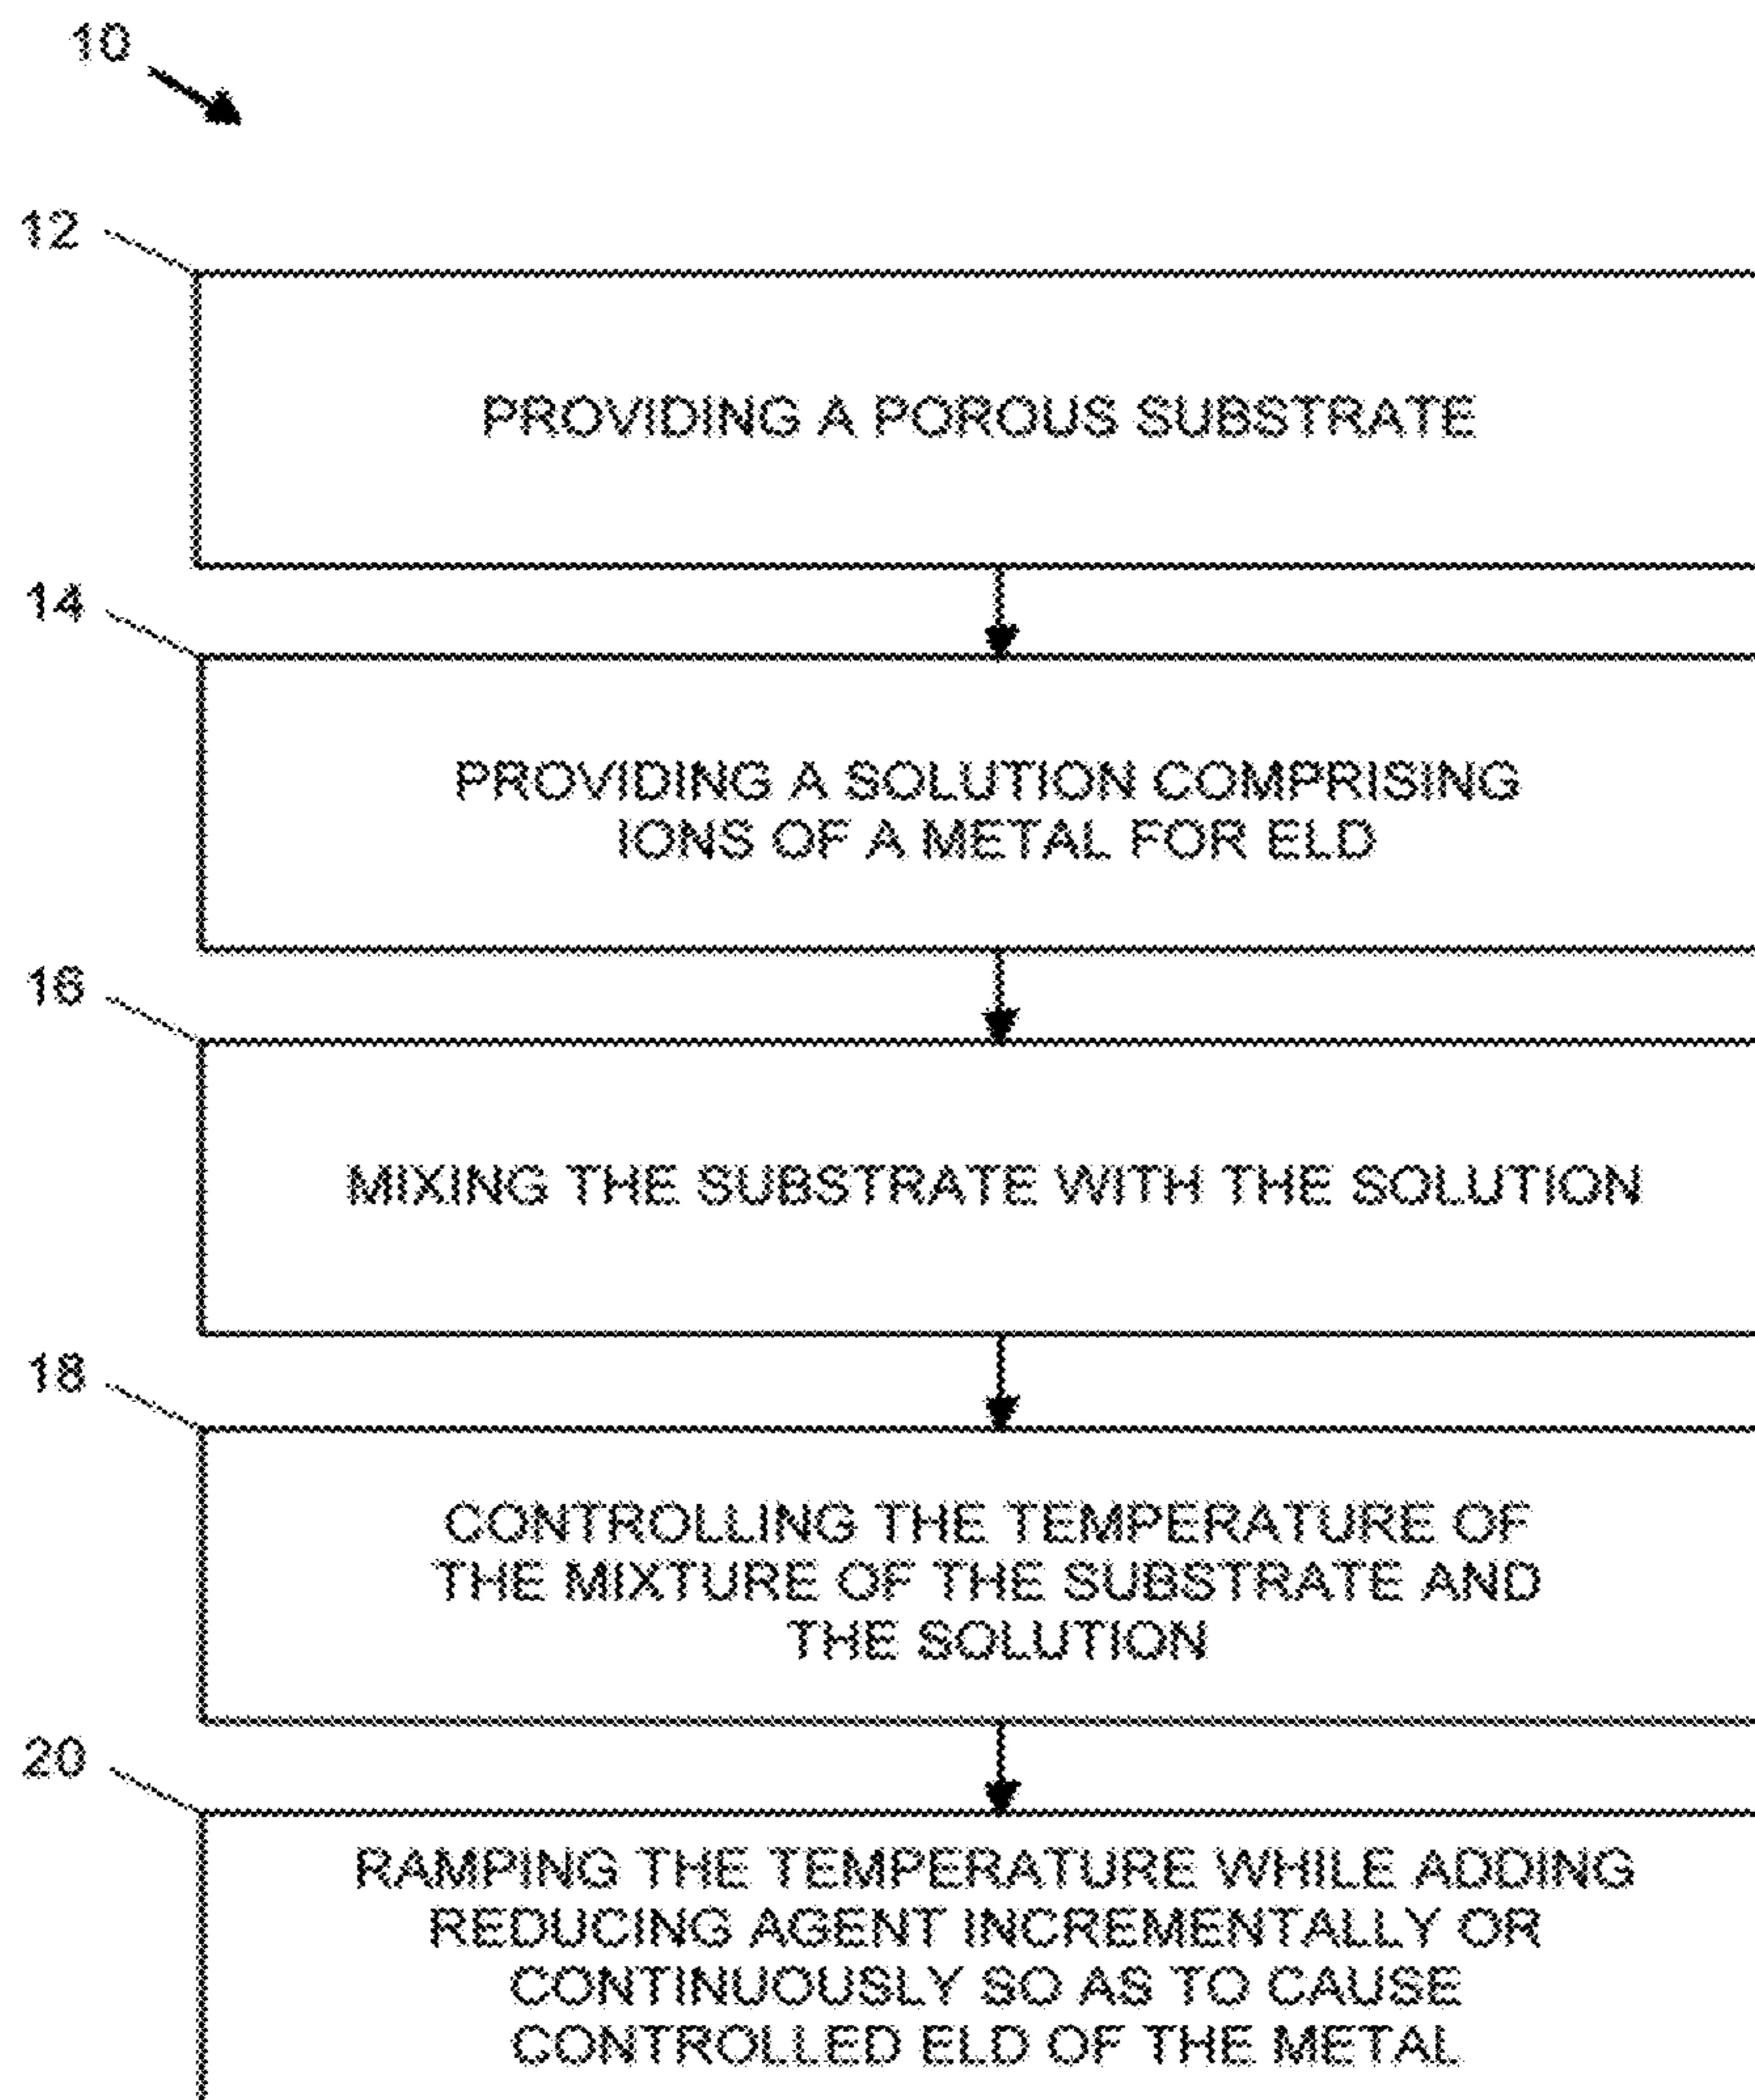 10
12
PROVIDING A POROUS SUBSTRATE
14
PROVIDING A SOLUTION COMPRISING
IONS OF A METAL FOR ELD
16
MIXING THE SUBSTRATE WITH THE SOLUTION
18
CONTROLLING THE TEMPERATURE OF
THE MIXTURE OF THE SUBSTRATE AND
THE SOLUTION
20
RAMPING THE TEMPERATURE WHILE ADDING
REDUCING AGENT INCREMENTALLY OR
CONTINUOUSLY SO AS TO CAUSE
CONTROLLED ELD OF THE METAL